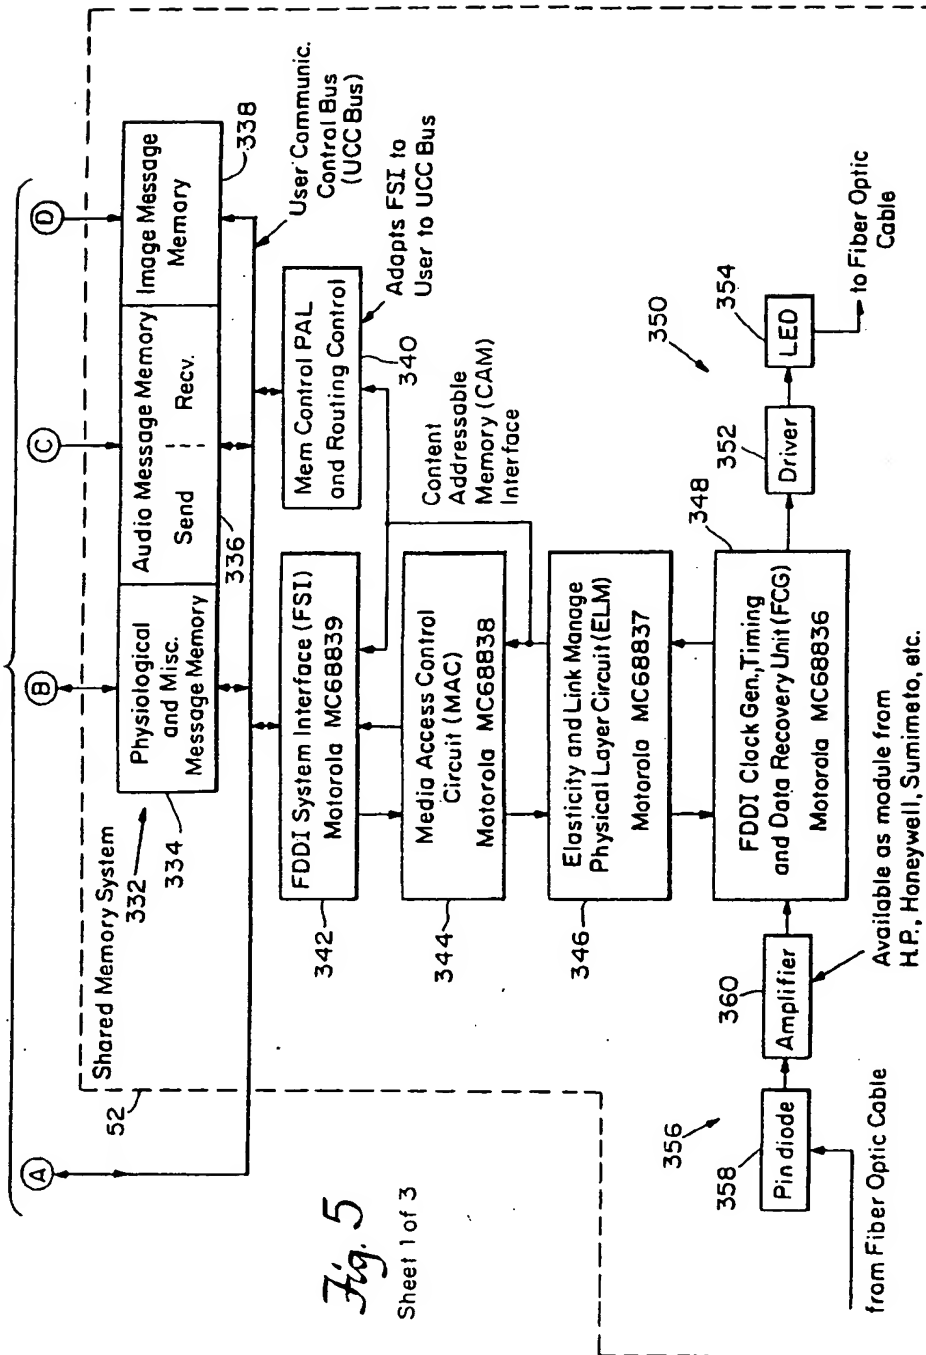 A
B
C
D
52
Shared Memory System
332
334
Physiological
and Misc.
Message Memory
Audio Message Memory
Send
Recv.
336
Image Message
Memory
338
User Communic.
Control Bus
(UCC Bus)
Mem Control PAL
and Routing Control
340
Adapts FSI to
User to UCC Bus
FDDI System Interface (FSI)
Motorola MC68839
342
Content
Addressable
Memory (CAM)
Interface
Media Access Control
Circuit (MAC)
Motorola MC68838
344
Elasticity and Link Manage
Physical Layer Circuit (ELM)
Motorola MC68837
346
348
FDDI Clock Gen, Timing
and Data Recovery Unit (FCG)
Motorola MC68836
350
352
Driver
354
LED
to Fiber Optic
Cable
356
358
Pin diode
360
Amplifier
from Fiber Optic Cable
Available as module from
H.P., Honeywell, Sumimeto, etc.
Fig. 5
Sheet 1 of 3